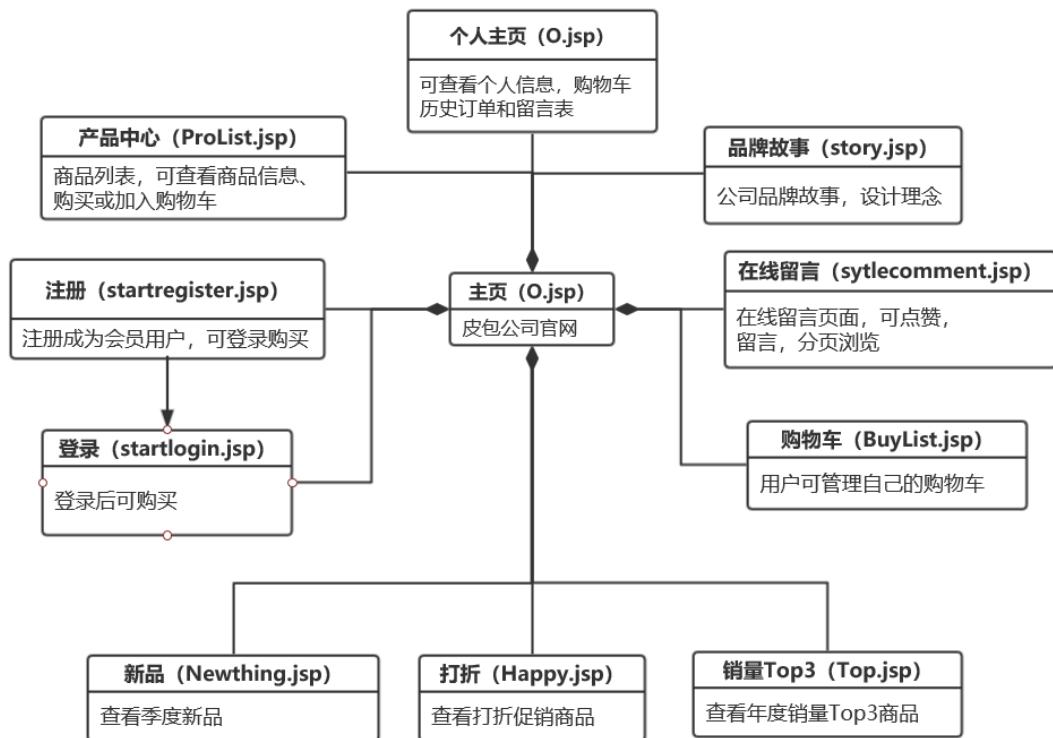 个人主页（O.jsp）
可查看个人信息，购物车
历史订单和留言表
产品中心（ProList.jsp）
商品列表，可查看商品信息、
购买或加入购物车
品牌故事（story.jsp）
公司品牌故事，设计理念
注册（startregister.jsp）
注册成为会员用户，可登录购买
主页（O.jsp）
皮包公司官网
在线留言（sytlecomment.jsp）
在线留言页面，可点赞，
留言，分页浏览
登录（startlogin.jsp）
登录后可购买
购物车（BuyList.jsp）
用户可管理自己的购物车
新品（Newthing.jsp）
查看季度新品
打折（Happy.jsp）
查看打折促销商品
销量Top3（Top.jsp）
查看年度销量Top3商品